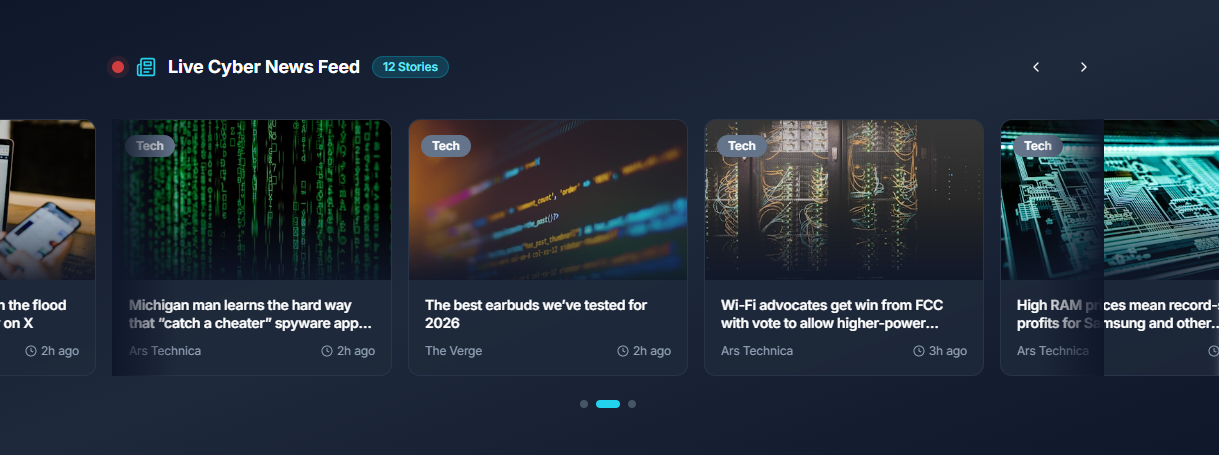 Live Cyber News Feed
12 Stories
the flood
on X
2h ago
Tech
Michigan man learns the hard way
that “catch a cheater” spyware app...
Ars Technica
2h ago
Tech
The best earbuds we’ve tested for
2026
The Verge
2h ago
Tech
Wi-Fi advocates get win from FCC
with vote to allow higher-power...
Ars Technica
3h ago
Tech
High RAM prices mean record-
profits for Samsung and other...
Ars Technica